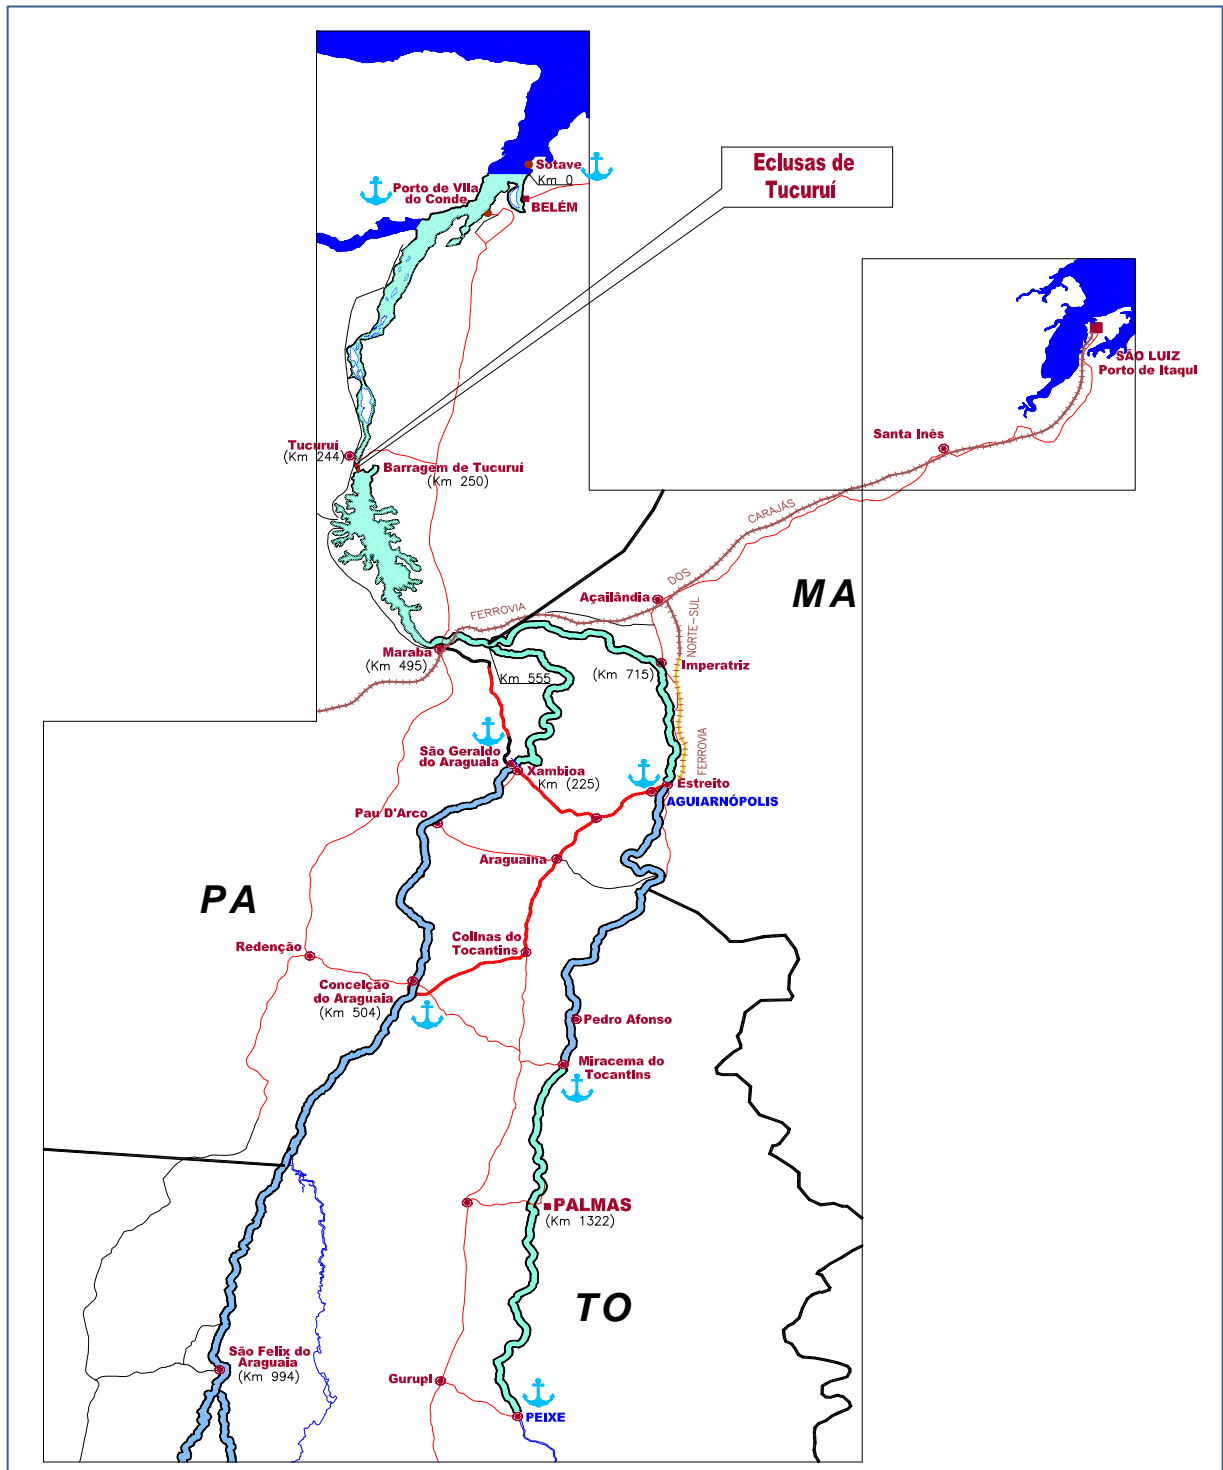 Eclusas de
Tucuruí
Sotave
Km 0
Porto de Vila
do Conde
BELÉM
SÃO LUIZ
Porto de Itaqui
Santa Inês
Tucuruí
(Km 244)
Barragem de Tucuruí
(Km 250)
CARAJÁS
DOS
FERROVIA
MA
Açailândia
NORTE-SUL
FERROVIA
Maraba
(Km 495)
Km 555
(Km 715)
Imperatriz
São Geraldo
do Araguaia
Xambioa
Km (225)
Estreito
AGUIARNÓPOLIS
Pau D'Arco
Araguaína
PA
Redenção
Colinas do
Tocantins
Conceição
do Araguaia
(Km 504)
Pedro Afonso
Miracema do
Tocantins
PALMAS
(Km 1322)
TO
São Felix do
Araguaia
(Km 994)
Gurupi
PEIXE